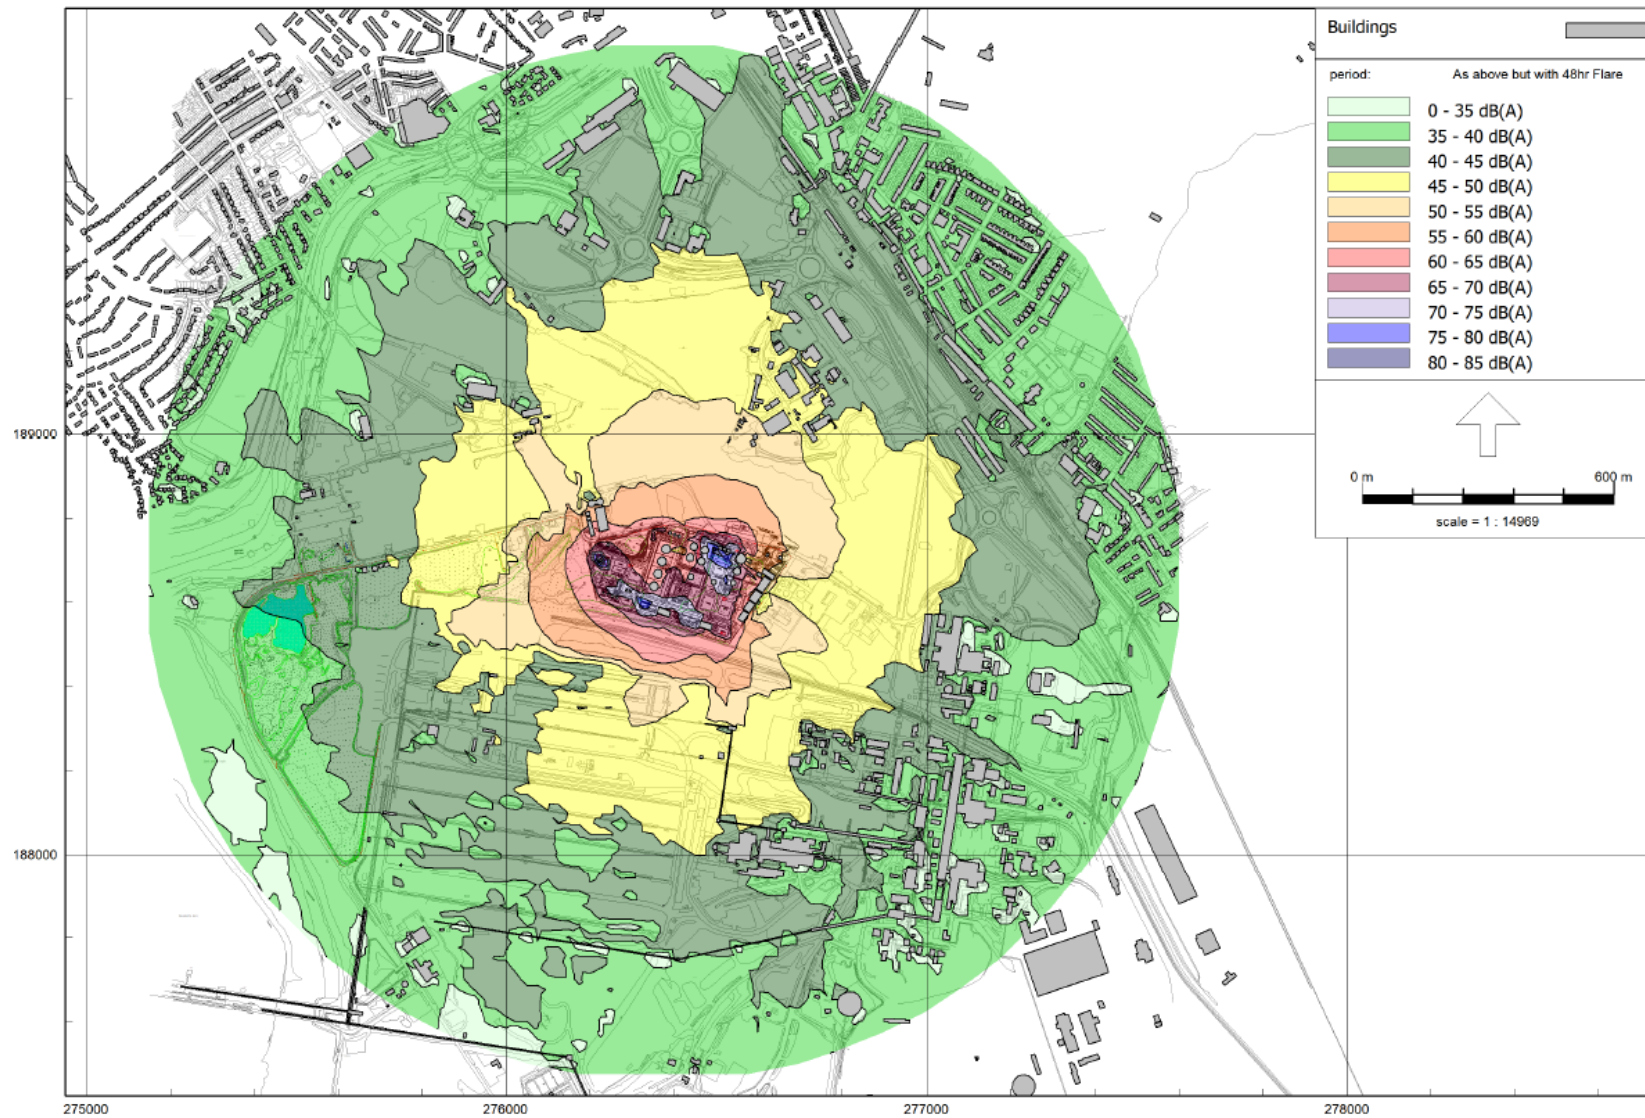 Buildings
period: As above but with 48hr Flare
0 - 35 dB(A)
35 - 40 dB(A)
40 - 45 dB(A)
45 - 50 dB(A)
50 - 55 dB(A)
55 - 60 dB(A)
60 - 65 dB(A)
65 - 70 dB(A)
70 - 75 dB(A)
75 - 80 dB(A)
80 - 85 dB(A)
0 m 600 m
scale = 1 : 14969
189000
188000
275000 276000 277000 278000